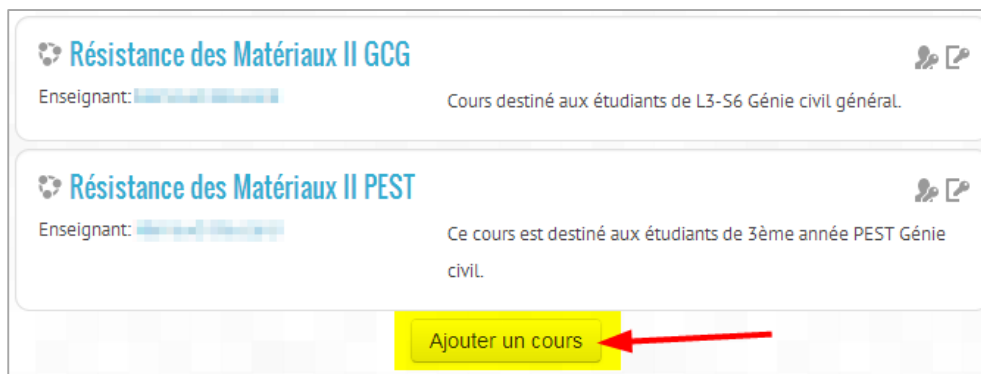 Résistance des Matériaux II GCG
Enseignant:
Cours destiné aux étudiants de L3-S6 Génie civil général.
Résistance des Matériaux II PEST
Enseignant:
Ce cours est destiné aux étudiants de 3ème année PEST Génie
civil.
Ajouter un cours